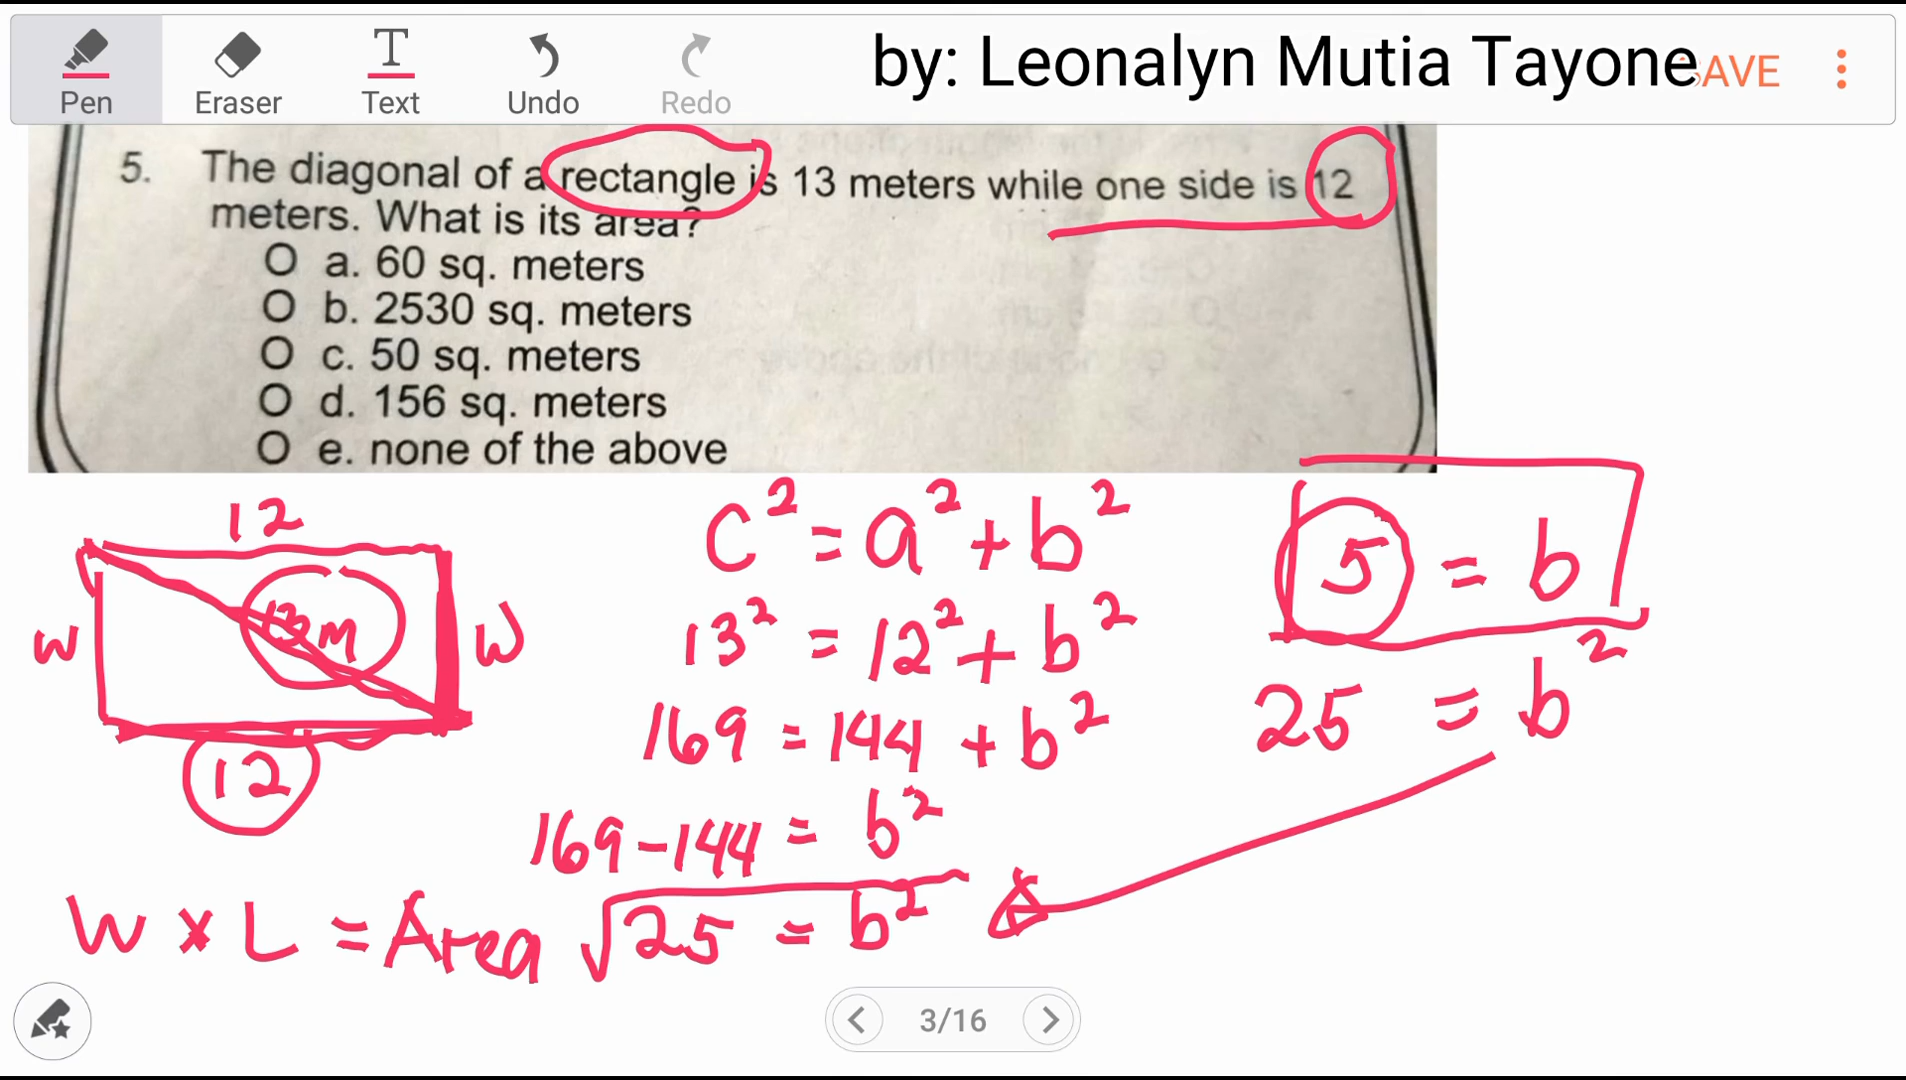 Pen
Eraser
Text
Undo
Redo
by: Leonalyn Mutia Tayone
AVE
5. The diagonal of a rectangle is 13 meters while one side is 12
meters. What is its area?
O a. 60 sq. meters
O b. 2530 sq. meters
O c. 50 sq. meters
O d. 156 sq. meters
O e. none of the above
12
W
13m
W
12
c² = a² + b²
13² = 12² + b²
169 = 144 + b²
169 - 144 = b²
√25 = b²
5 = b
25 = b²
W x L = Area
3/16